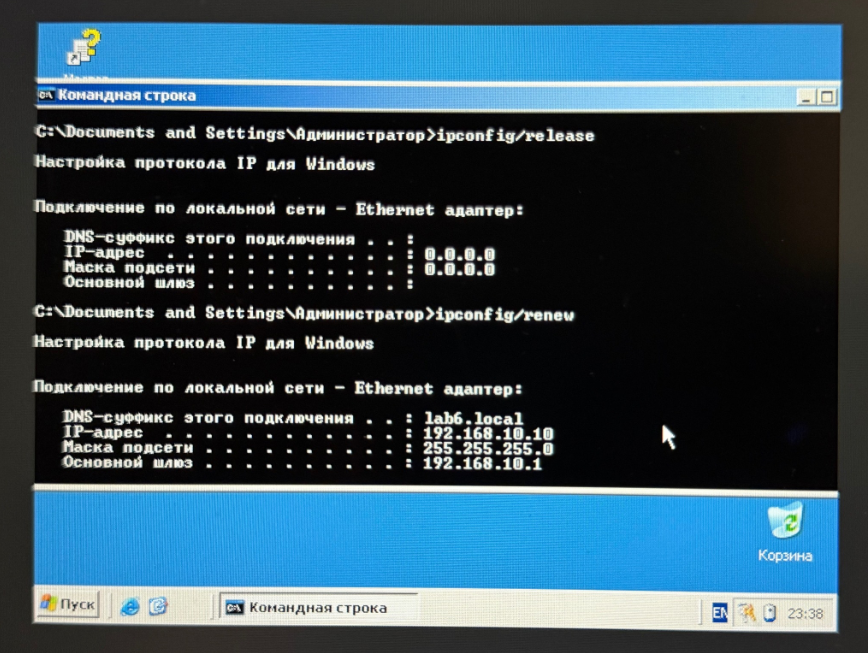 Командная строка
C:\Documents and Settings\Администратор>ipconfig/release
Настройка протокола IP для Windows
Подключение по локальной сети - Ethernet адаптер:
DNS-суффикс этого подключения . . :
IP-адрес . . . . . . . . . . . . : 0.0.0.0
Маска подсети . . . . . . . . . . : 0.0.0.0
Основной шлюз . . . . . . . . . . :
C:\Documents and Settings\Администратор>ipconfig/renew
Настройка протокола IP для Windows
Подключение по локальной сети - Ethernet адаптер:
DNS-суффикс этого подключения . . : lab6.local
IP-адрес . . . . . . . . . . . . : 192.168.10.10
Маска подсети . . . . . . . . . . : 255.255.255.0
Основной шлюз . . . . . . . . . . : 192.168.10.1
Корзина
Пуск
Командная строка
EN
23:38